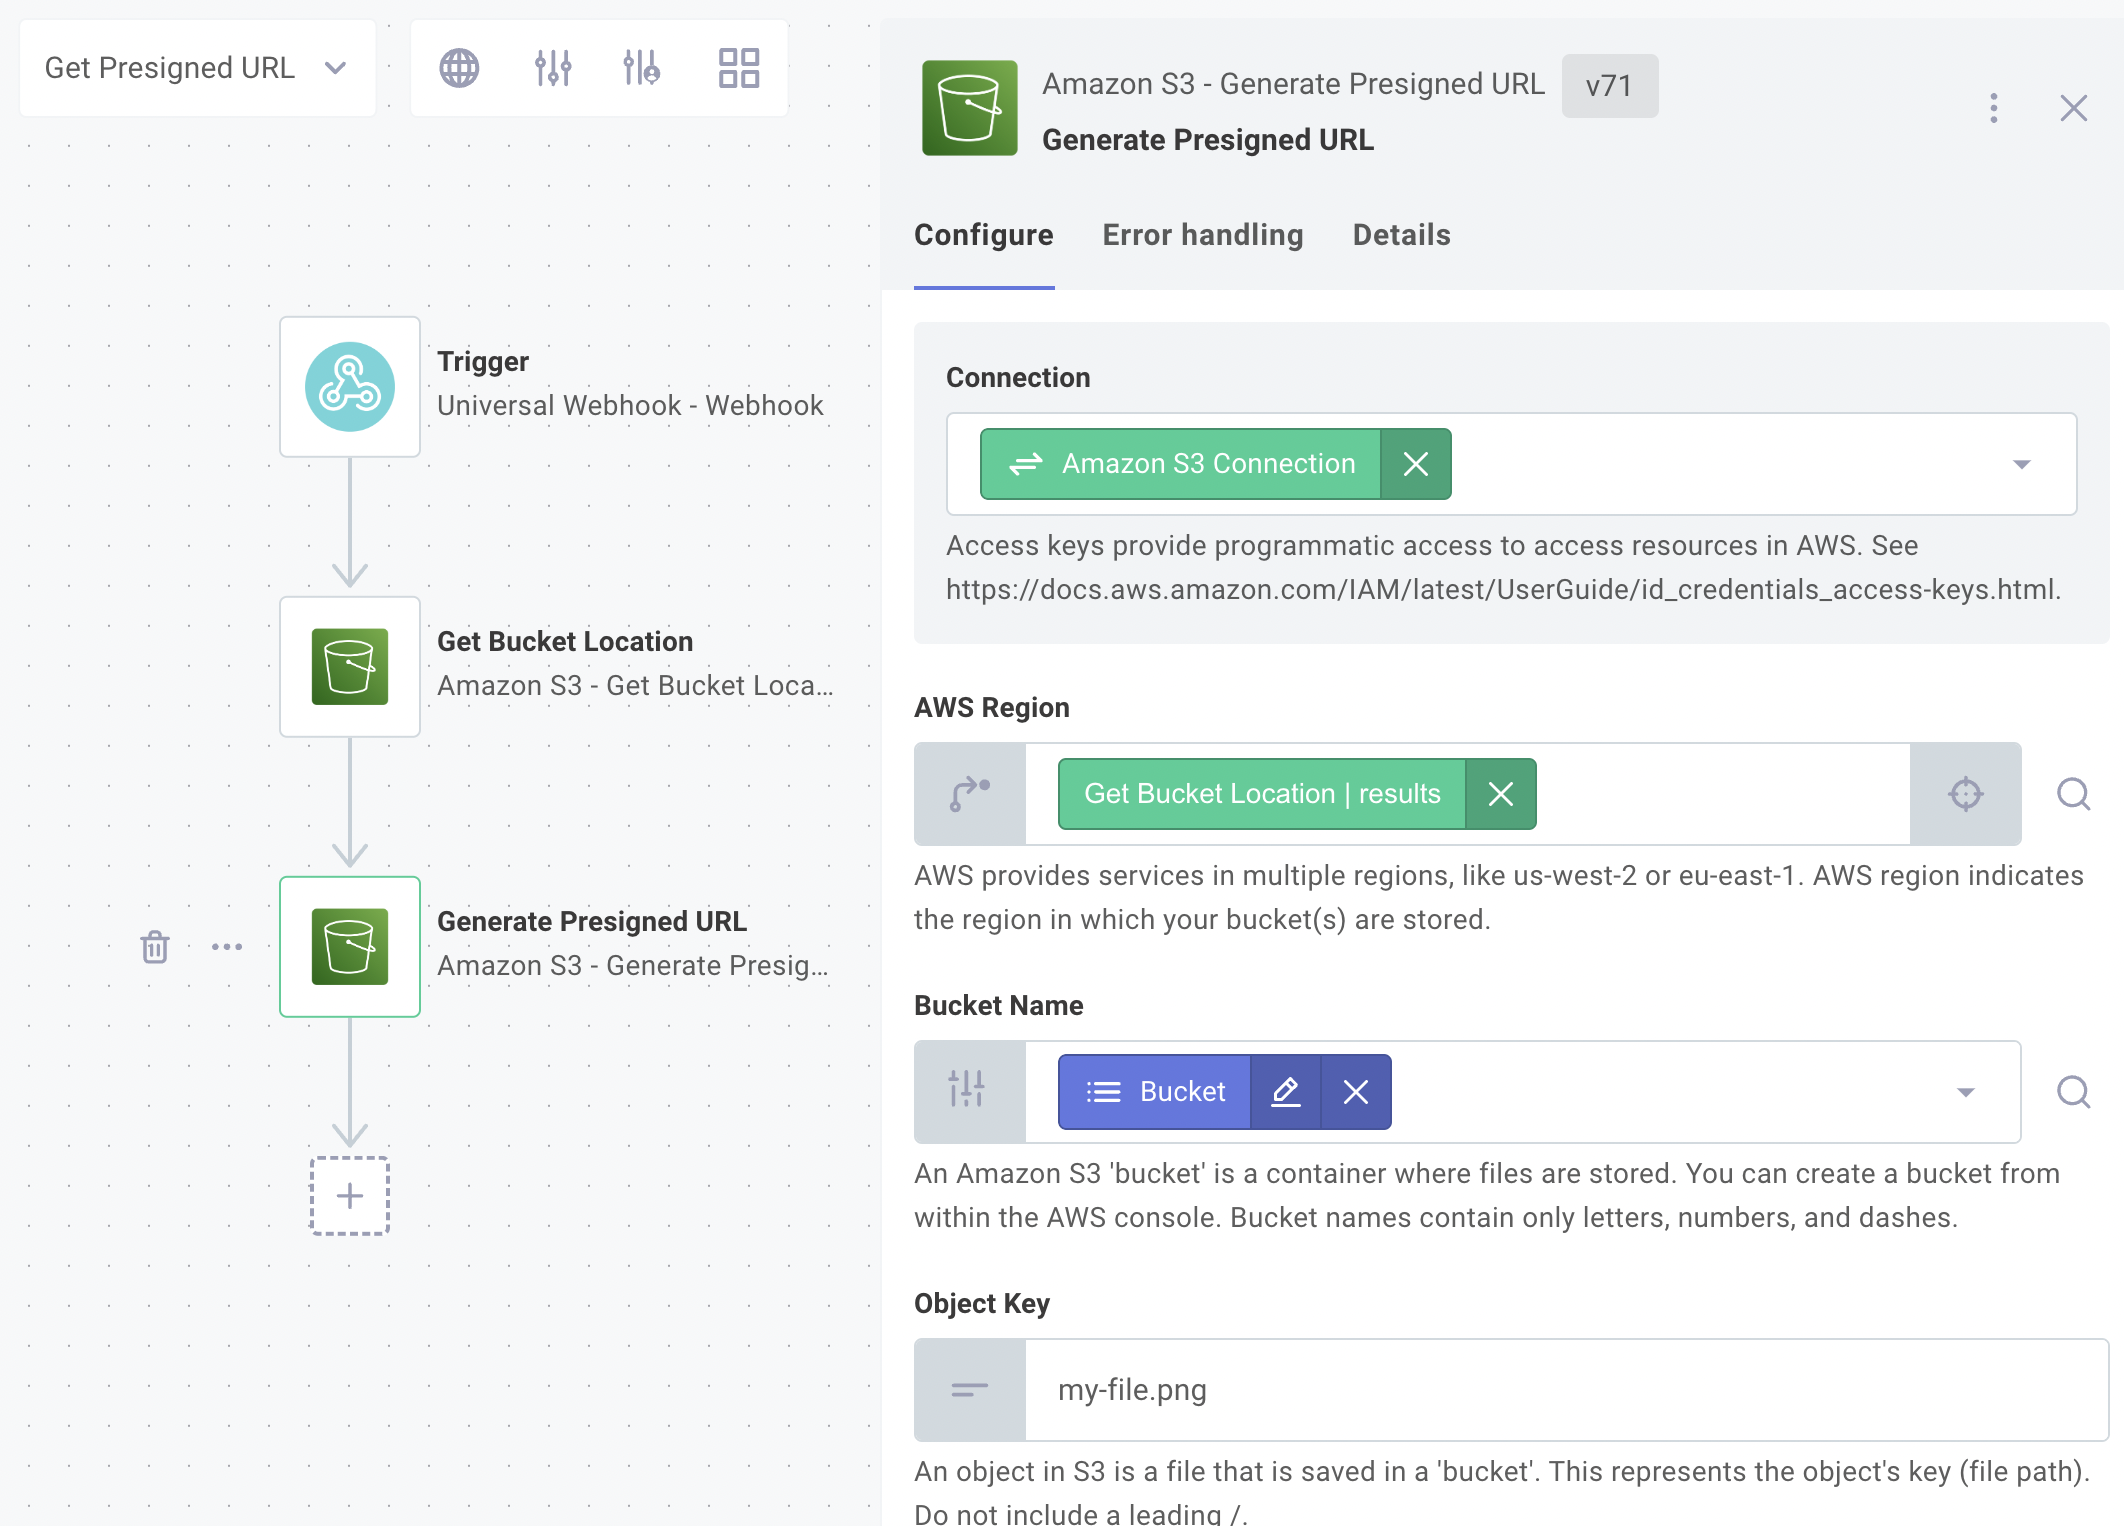 Get Presigned URL
Trigger
Universal Webhook - Webhook
Get Bucket Location
Amazon S3 - Get Bucket Loca...
Generate Presigned URL
Amazon S3 - Generate Presig...
Amazon S3 - Generate Presigned URL v71
Generate Presigned URL
Configure Error handling Details
Connection
Amazon S3 Connection
Access keys provide programmatic access to access resources in AWS. See
https://docs.aws.amazon.com/IAM/latest/UserGuide/id_credentials_access-keys.html.
AWS Region
Get Bucket Location | results
AWS provides services in multiple regions, like us-west-2 or eu-east-1. AWS region indicates
the region in which your bucket(s) are stored.
Bucket Name
Bucket
An Amazon S3 'bucket' is a container where files are stored. You can create a bucket from
within the AWS console. Bucket names contain only letters, numbers, and dashes.
Object Key
my-file.png
An object in S3 is a file that is saved in a 'bucket'. This represents the object's key (file path).
Do not include a leading /.